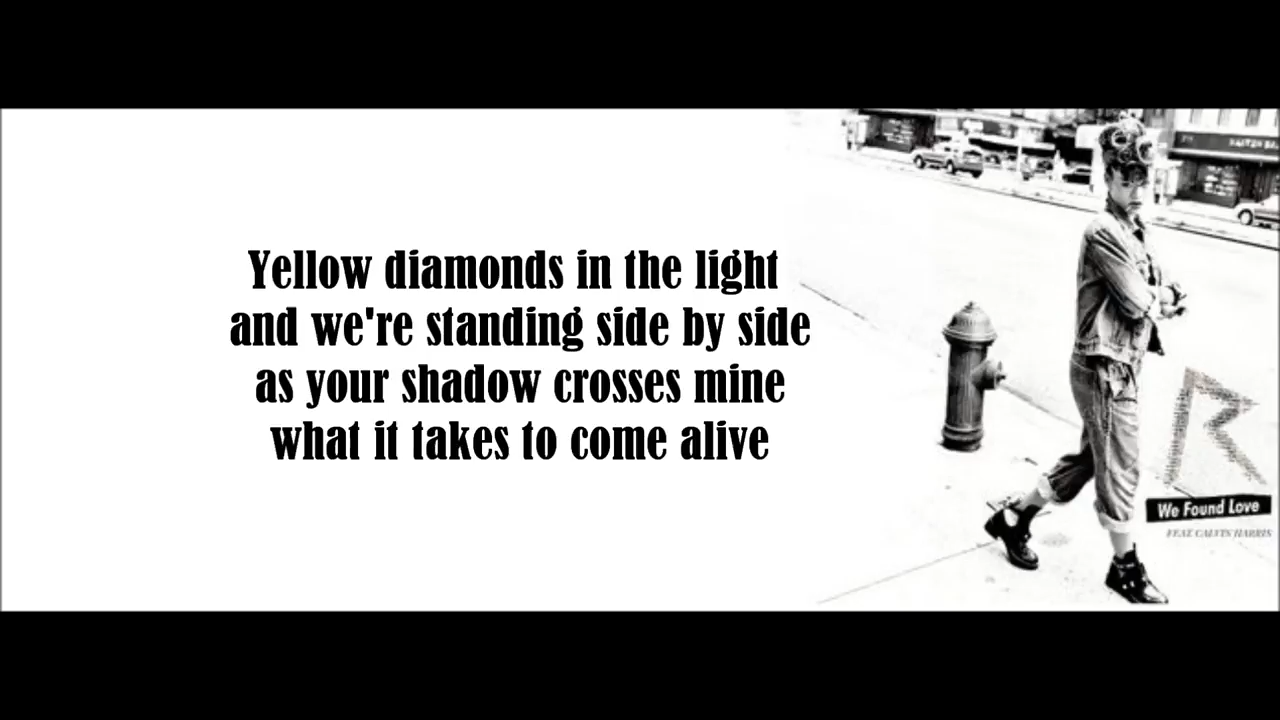 Yellow diamonds in the light
and we're standing side by side
as your shadow crosses mine
what it takes to come alive
R
We Found Love
FEAT. CALVIN HARRIS